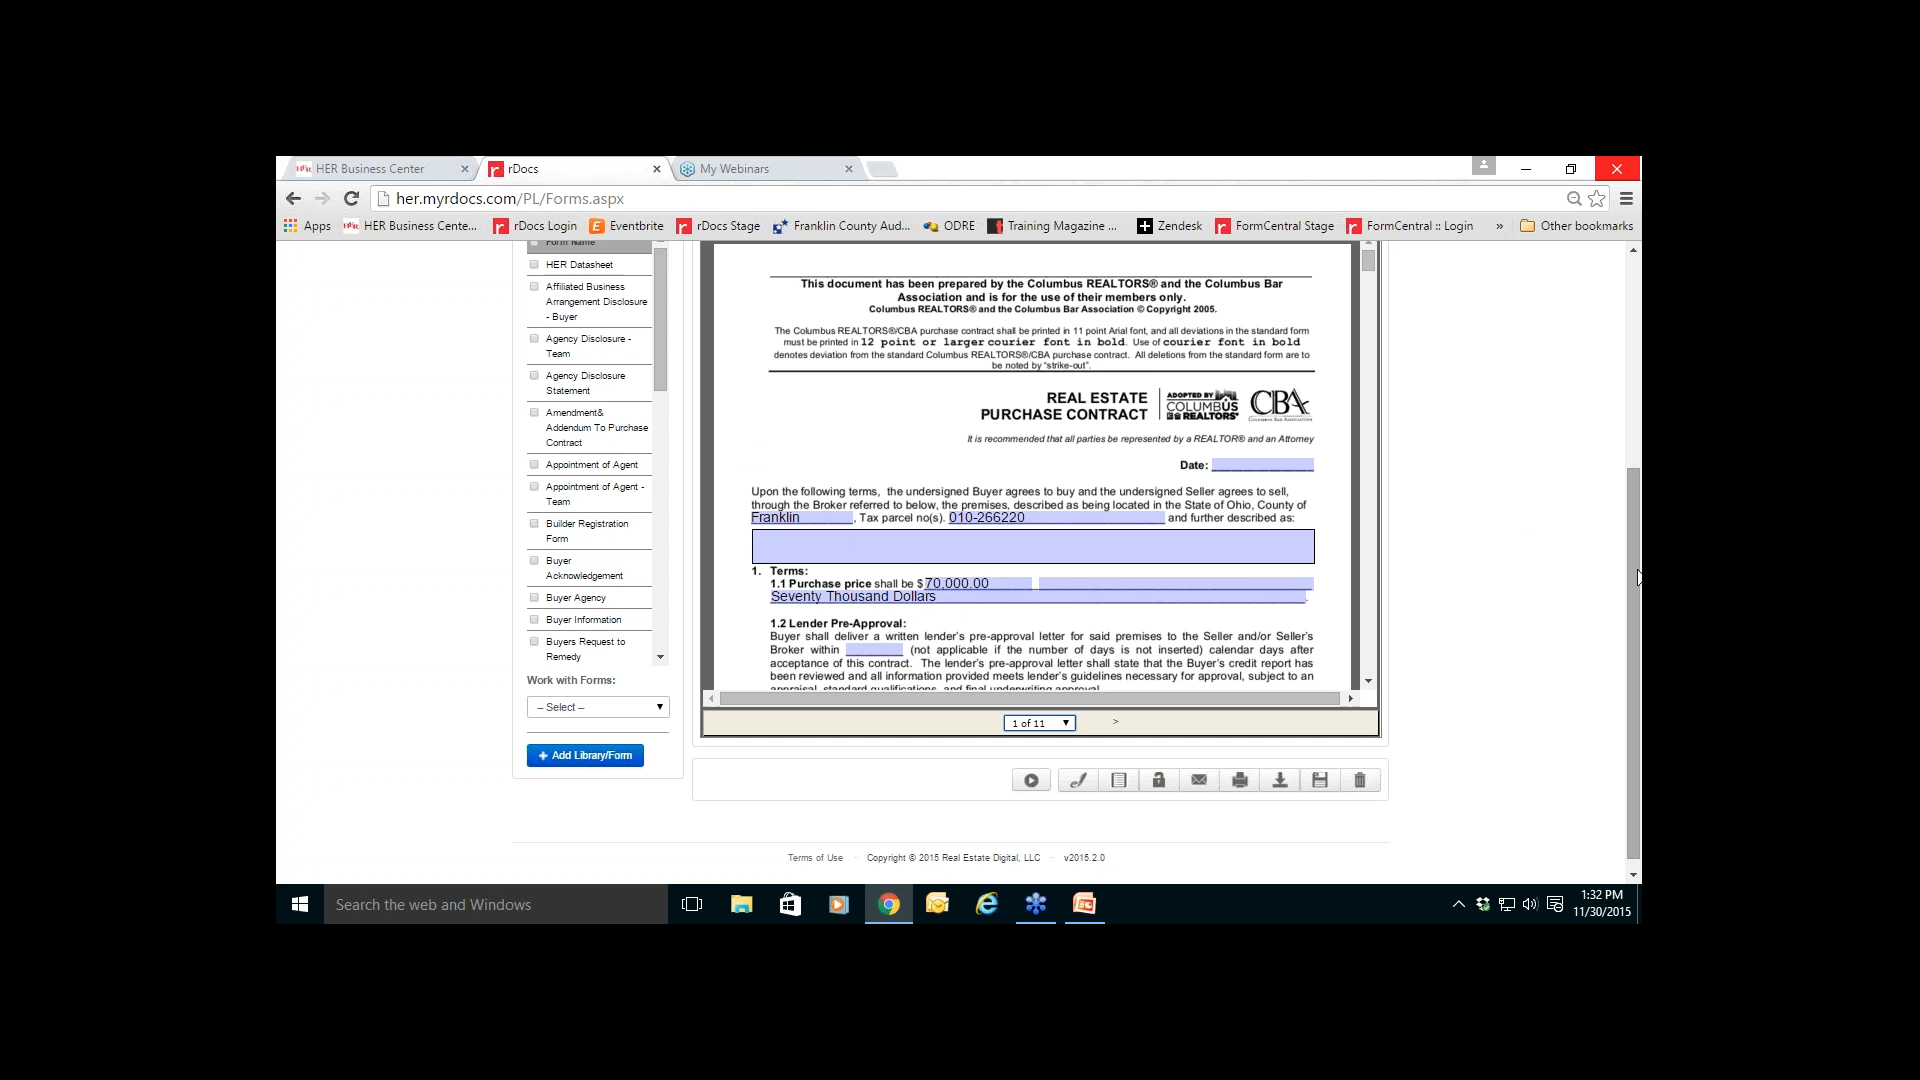 HER Business Center
rDocs
My Webinars
her.myrdocs.com/PL/Forms.aspx
Apps
HER Business Cente...
rDocs Login
Eventbrite
rDocs Stage
Franklin County Aud...
ODRE
Training Magazine ...
Zendesk
FormCentral Stage
FormCentral :: Login
»
Other bookmarks
Form Name
HER Datasheet
Affiliated Business
Arrangement Disclosure
- Buyer
Agency Disclosure -
Team
Agency Disclosure
Statement
Amendment&
Addendum To Purchase
Contract
Appointment of Agent
Appointment of Agent -
Team
Builder Registration
Form
Buyer
Acknowledgement
Buyer Agency
Buyer Information
Buyers Request to
Remedy
Work with Forms:
– Select –
+ Add Library/Form
This document has been prepared by the Columbus REALTORS® and the Columbus Bar
Association and is for the use of their members only.
Columbus REALTORS® and the Columbus Bar Association © Copyright 2005.
The Columbus REALTORS®/CBA purchase contract shall be printed in 11 point Arial font, and all deviations in the standard form
must be printed in 12 point or larger courier font in bold. Use of courier font in bold
denotes deviation from the standard Columbus REALTORS®/CBA purchase contract. All deletions from the standard form are to
be noted by "strike-out".
REAL ESTATE
PURCHASE CONTRACT
ADOPTED BY
COLUMBUS
REALTORS®
CBA
COLUMBUS BAR ASSOCIATION
It is recommended that all parties be represented by a REALTOR® and an Attorney
Date:
Upon the following terms, the undersigned Buyer agrees to buy and the undersigned Seller agrees to sell,
through the Broker referred to below, the premises, described as being located in the State of Ohio, County of
Franklin, Tax parcel no(s). 010-266220 and further described as:
1. Terms:
1.1 Purchase price shall be $ 70,000.00
Seventy Thousand Dollars.
1.2 Lender Pre-Approval:
Buyer shall deliver a written lender's pre-approval letter for said premises to the Seller and/or Seller's
Broker within (not applicable if the number of days is not inserted) calendar days after
acceptance of this contract. The lender's pre-approval letter shall state that the Buyer's credit report has
been reviewed and all information provided meets lender's guidelines necessary for approval, subject to an
appraisal, standard qualifications, and final underwriting approval.
1 of 11
>
Terms of Use · Copyright © 2015 Real Estate Digital, LLC · v2015.2.0
Search the web and Windows
1:32 PM
11/30/2015